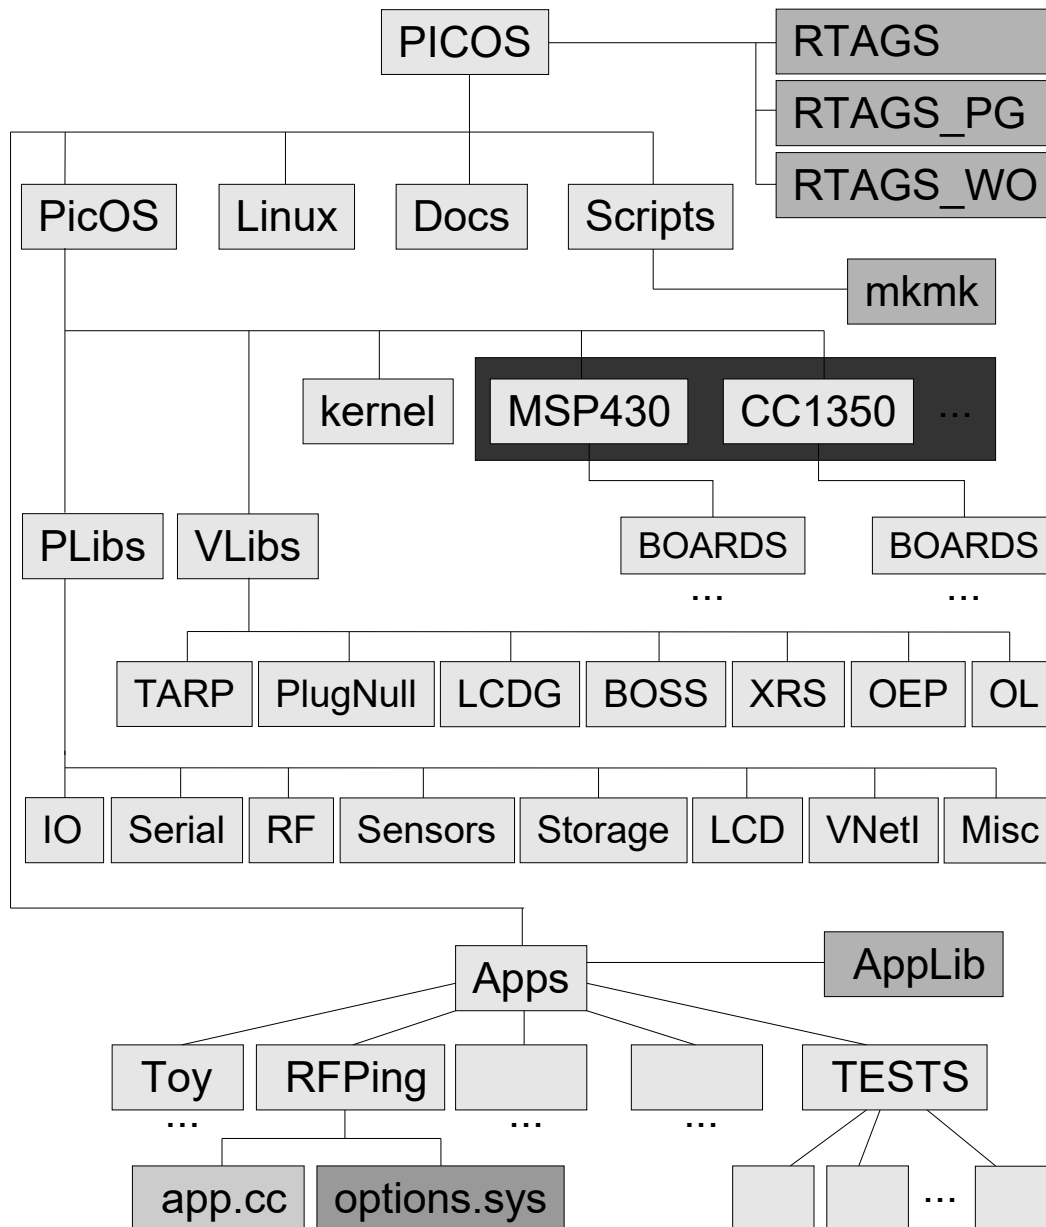 PICOS
RTAGS
RTAGS_PG
RTAGS_WO
PicOS
Linux
Docs
Scripts
mkmk
kernel
MSP430
CC1350
...
PLibs
VLibs
BOARDS
BOARDS
...
...
TARP
PlugNull
LCDG
BOSS
XRS
OEP
OL
IO
Serial
RF
Sensors
Storage
LCD
VNetI
Misc
Apps
AppLib
Toy
RFPing
TESTS
...
...
...
app.cc
options.sys
...